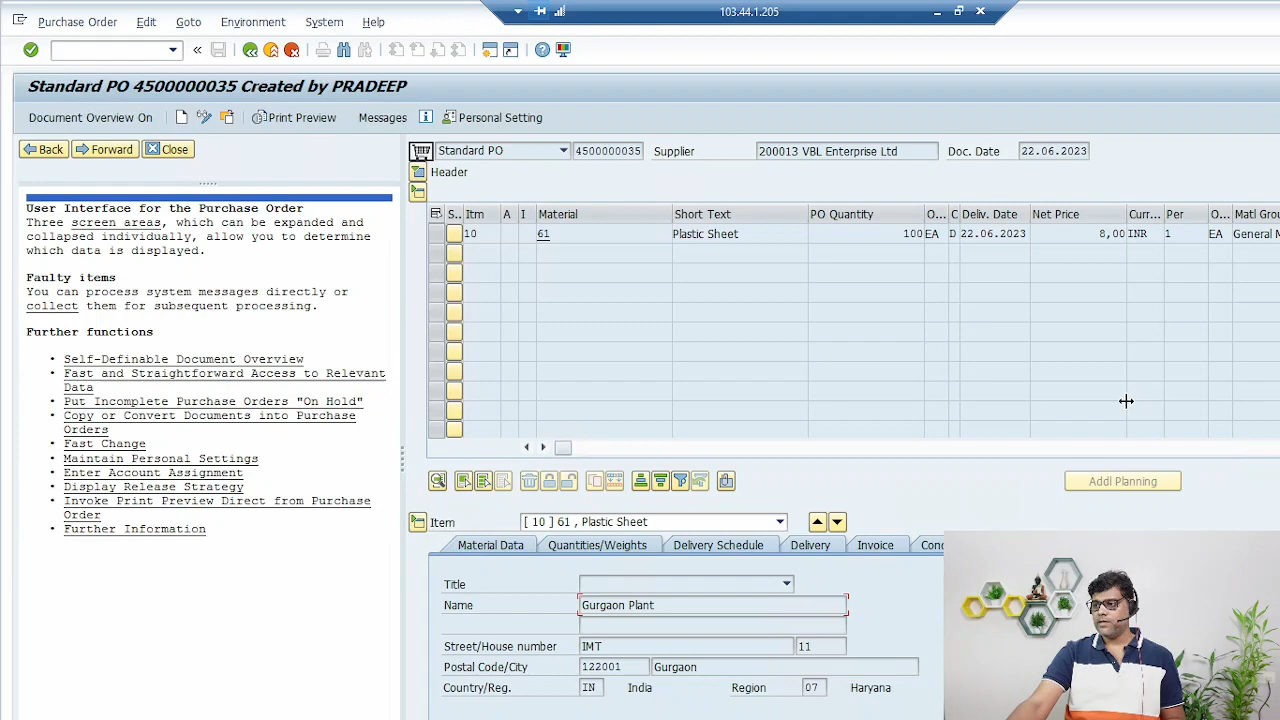 103.44.1.205
Purchase Order Edit Goto Environment System Help
Standard PO 4500000035 Created by PRADEEP
Document Overview On Print Preview Messages Personal Setting
Back Forward Close
Standard PO 4500000035 Supplier 200013 VBL Enterprise Ltd Doc. Date 22.06.2023
Header
User Interface for the Purchase Order
Three screen areas, which can be expanded and
collapsed individually, allow you to determine
which data is displayed.
Faulty items
You can process system messages directly or
collect them for subsequent processing.
Further functions
• Self-Definable Document Overview
• Fast and Straightforward Access to Relevant
Data
• Put Incomplete Purchase Orders "On Hold"
• Copy or Convert Documents into Purchase
Orders
• Fast Change
• Maintain Personal Settings
• Enter Account Assignment
• Display Release Strategy
• Invoke Print Preview Direct from Purchase
Order
• Further Information
S... Itm A I Material Short Text PO Quantity O... C Deliv. Date Net Price Curr... Per O... Matl Gro
10 61 Plastic Sheet 100 EA D 22.06.2023 8,00 INR 1 EA General M
Addl Planning
Item [ 10 ] 61 , Plastic Sheet
Material Data Quantities/Weights Delivery Schedule Delivery Invoice Con
Title
Name Gurgaon Plant
Street/House number IMT 11
Postal Code/City 122001 Gurgaon
Country/Reg. IN India Region 07 Haryana